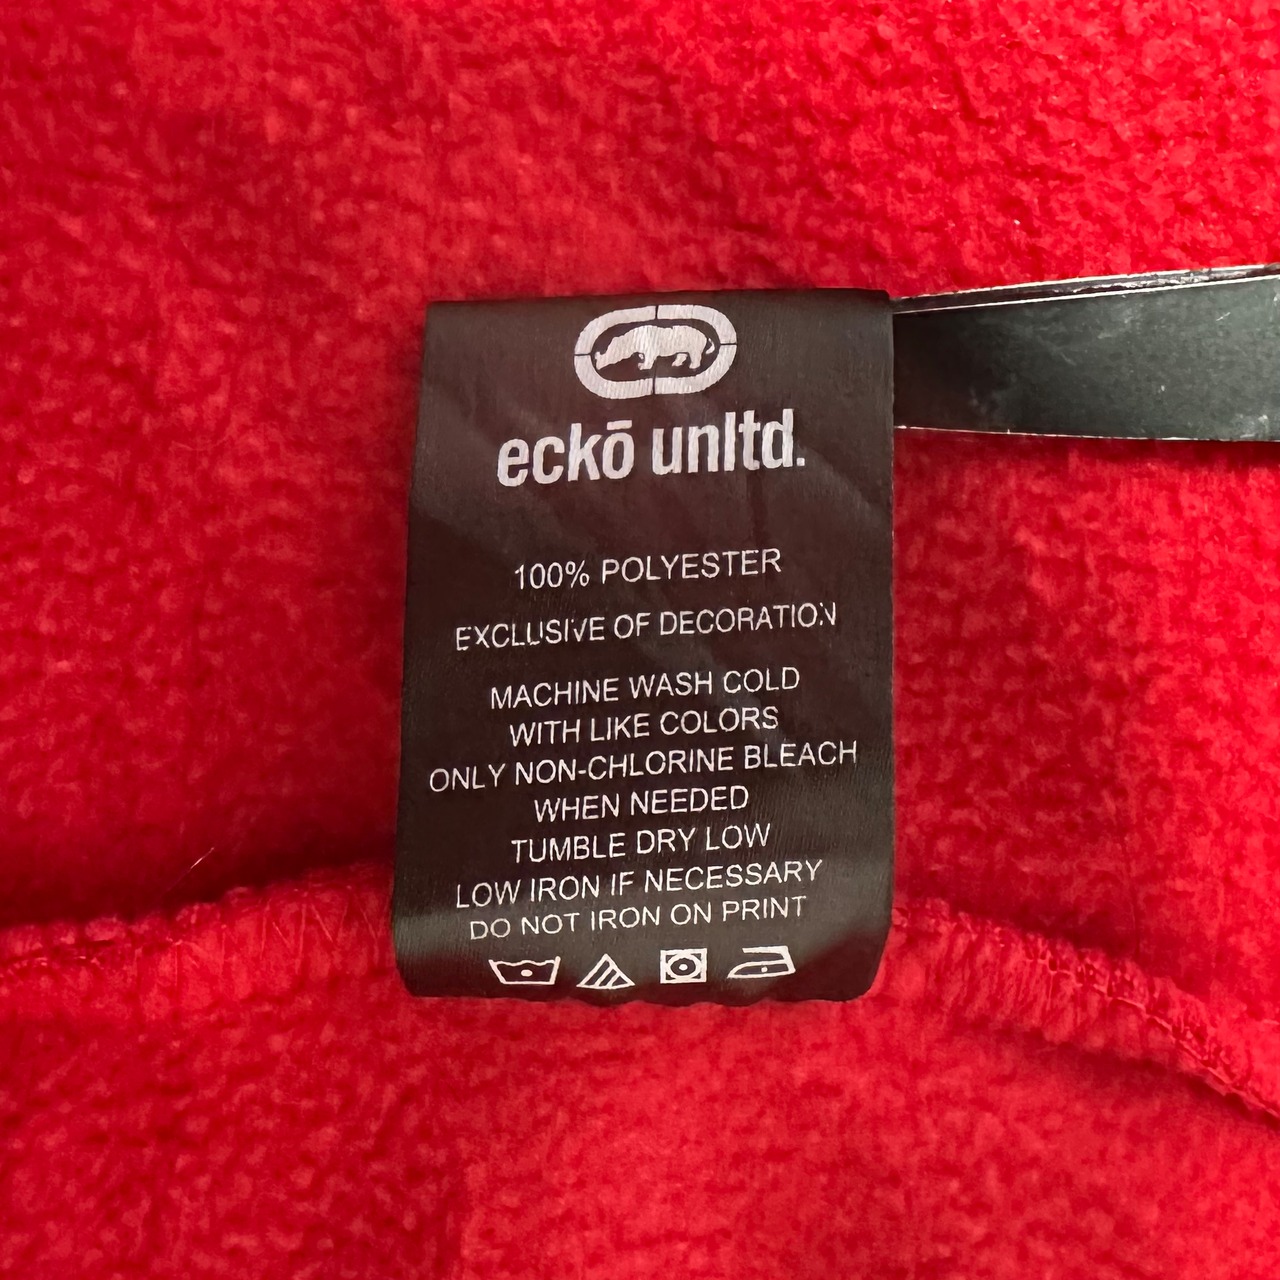 eckō unltd.
100% POLYESTER
EXCLUSIVE OF DECORATION
MACHINE WASH COLD
WITH LIKE COLORS
ONLY NON-CHLORINE BLEACH
WHEN NEEDED
TUMBLE DRY LOW
LOW IRON IF NECESSARY
DO NOT IRON ON PRINT